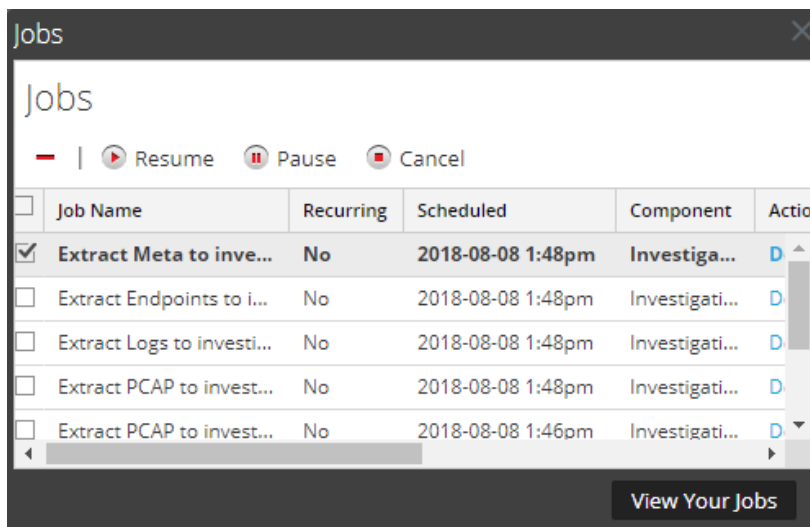 Jobs
Jobs
Resume Pause Cancel
Job Name Recurring Scheduled Component Actio
Extract Meta to inve... No 2018-08-08 1:48pm Investiga... D
Extract Endpoints to i... No 2018-08-08 1:48pm Investigati... D
Extract Logs to investi... No 2018-08-08 1:48pm Investigati... D
Extract PCAP to invest... No 2018-08-08 1:48pm Investigati... D
Extract PCAP to invest... No 2018-08-08 1:46pm Investigati... D
View Your Jobs